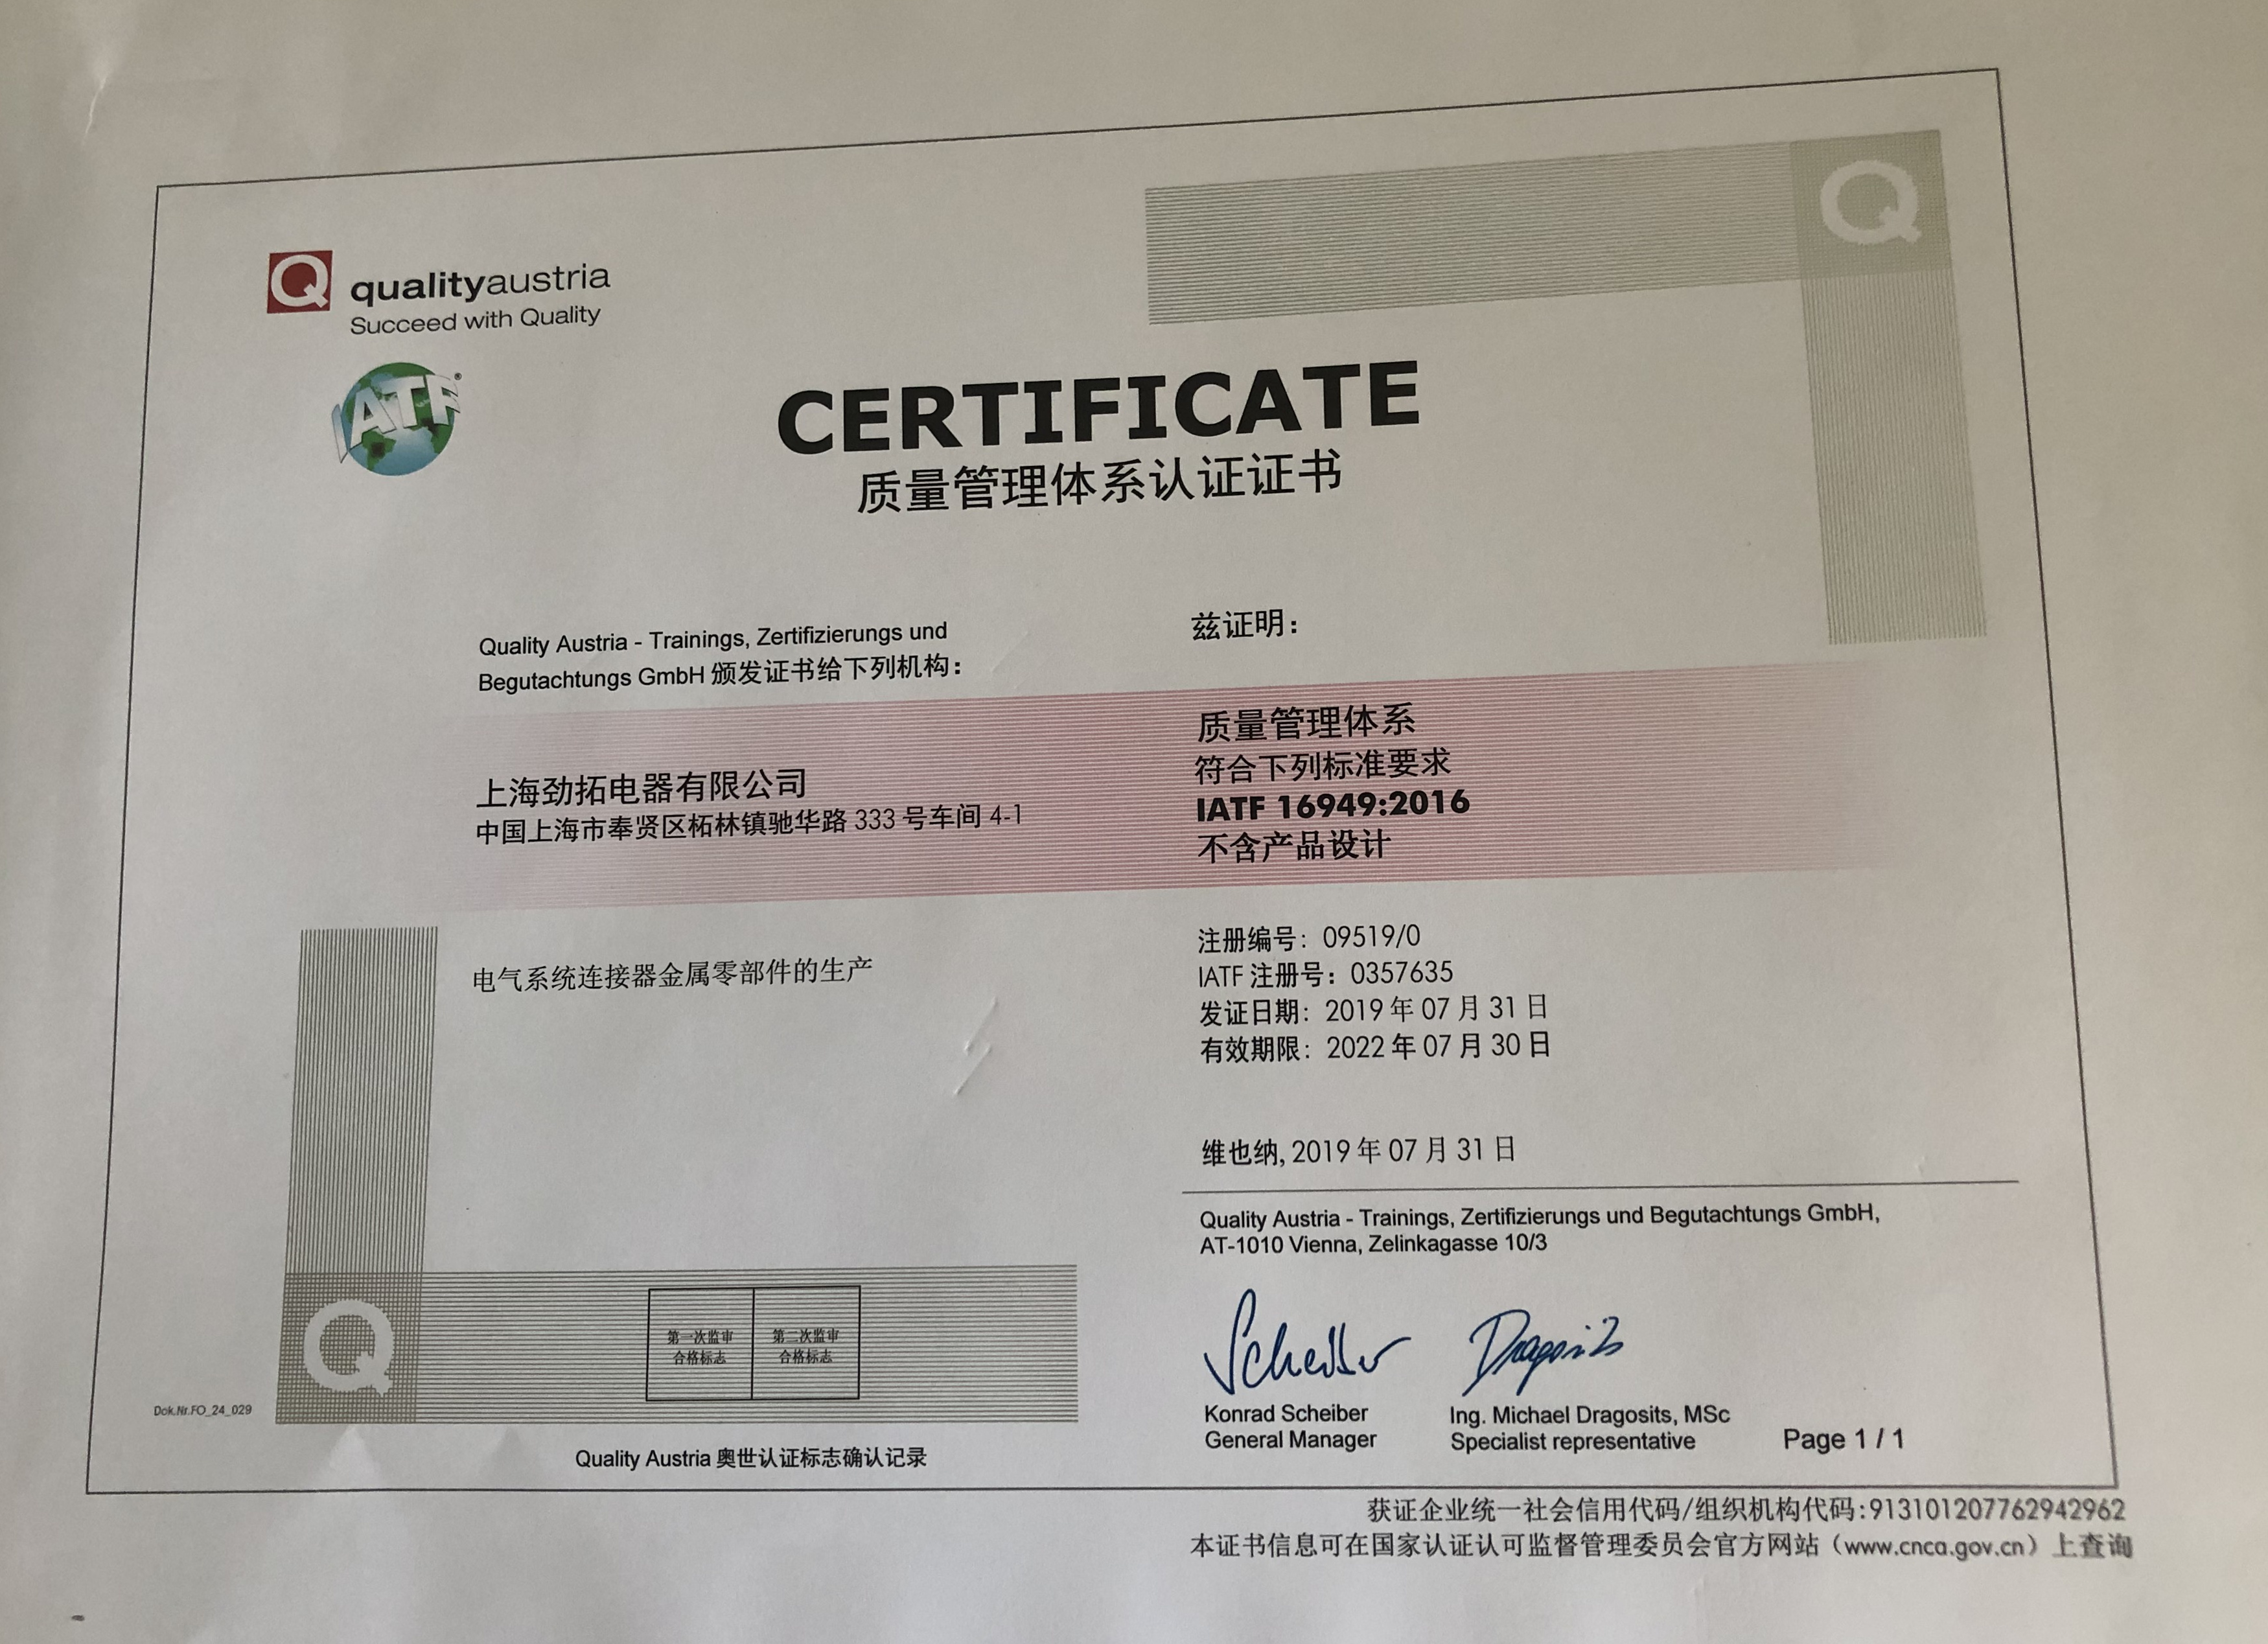 Q qualityaustria
Succeed with Quality
IATF®
Q
CERTIFICATE
质量管理体系认证证书
Quality Austria - Trainings, Zertifizierungs und
Begutachtungs GmbH 颁发证书给下列机构：
上海劲拓电器有限公司
中国上海市奉贤区柘林镇驰华路 333 号车间 4-1
电气系统连接器金属零部件的生产
兹证明：
质量管理体系
符合下列标准要求
IATF 16949:2016
不含产品设计
注册编号：09519/0
IATF 注册号：0357635
发证日期：2019 年 07 月 31 日
有效期限：2022 年 07 月 30 日
维也纳, 2019 年 07 月 31 日
Quality Austria - Trainings, Zertifizierungs und Begutachtungs GmbH,
AT-1010 Vienna, Zelinkagasse 10/3
Scheiber
Dragosits
Konrad Scheiber
General Manager
Ing. Michael Dragosits, MSc
Specialist representative
Page 1 / 1
Q
第一次监审
合格标志
第二次监审
合格标志
Dok.Nr.FO_24_029
Quality Austria 奥世认证标志确认记录
获证企业统一社会信用代码/组织机构代码:913101207762942962
本证书信息可在国家认证认可监督管理委员会官方网站（www.cnca.gov.cn）上查询